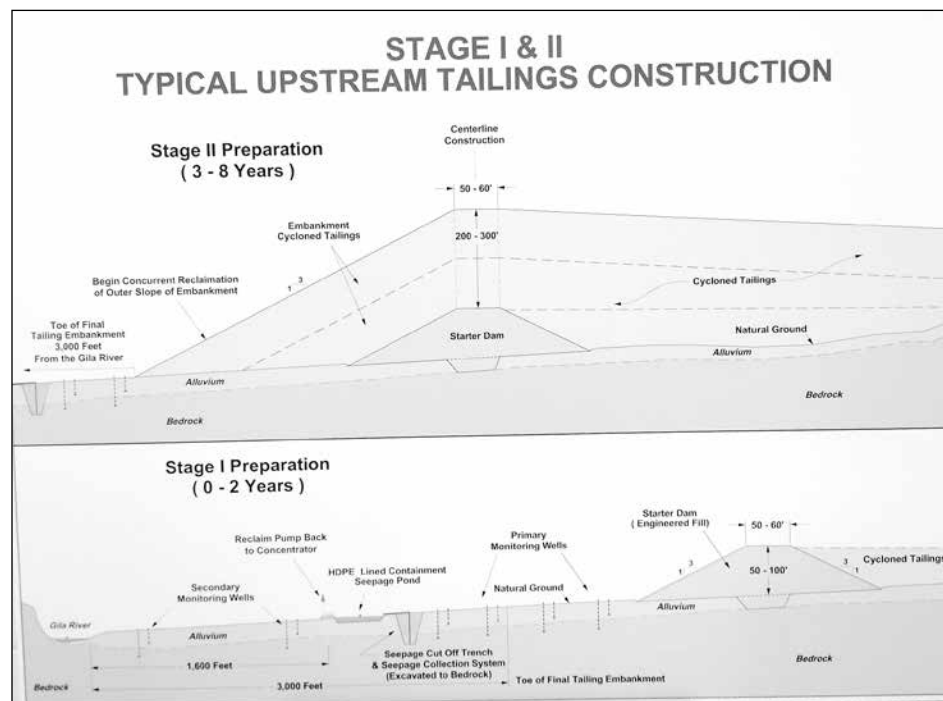 STAGE I & II
TYPICAL UPSTREAM TAILINGS CONSTRUCTION
Stage II Preparation
( 3 - 8 Years )
Centerline
Construction
50 - 60'
200 - 300'
Embankment
Cycloned Tailings
3
1
Begin Concurrent Reclaimation
of Outer Slope of Embankment
Cycloned Tailings
Toe of Final
Tailing Embankment
3,000 Feet
From the Gila River
Starter Dam
Natural Ground
Alluvium
Alluvium
Bedrock
Bedrock
Stage I Preparation
( 0 - 2 Years )
Starter Dam
( Engineered Fill )
50 - 60'
Reclaim Pump Back
to Concentrator
Primary
Monitoring Wells
3
1
50 - 100'
3
1
Cycloned Tailings
HDPE Lined Containment
Seepage Pond
Secondary
Monitoring Wells
Natural Ground
Alluvium
Gila River
Alluvium
1,600 Feet
Seepage Cut Off Trench
& Seepage Collection System
(Excavated to Bedrock)
Bedrock
Bedrock
3,000 Feet
Toe of Final Tailing Embankment